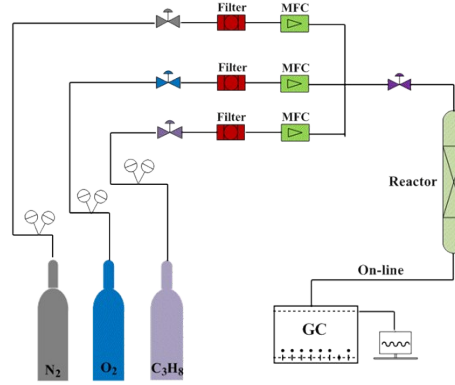 Filter MFC
Filter MFC
Filter MFC
Reactor
On-line
GC
N₂ O₂ C₃H₈